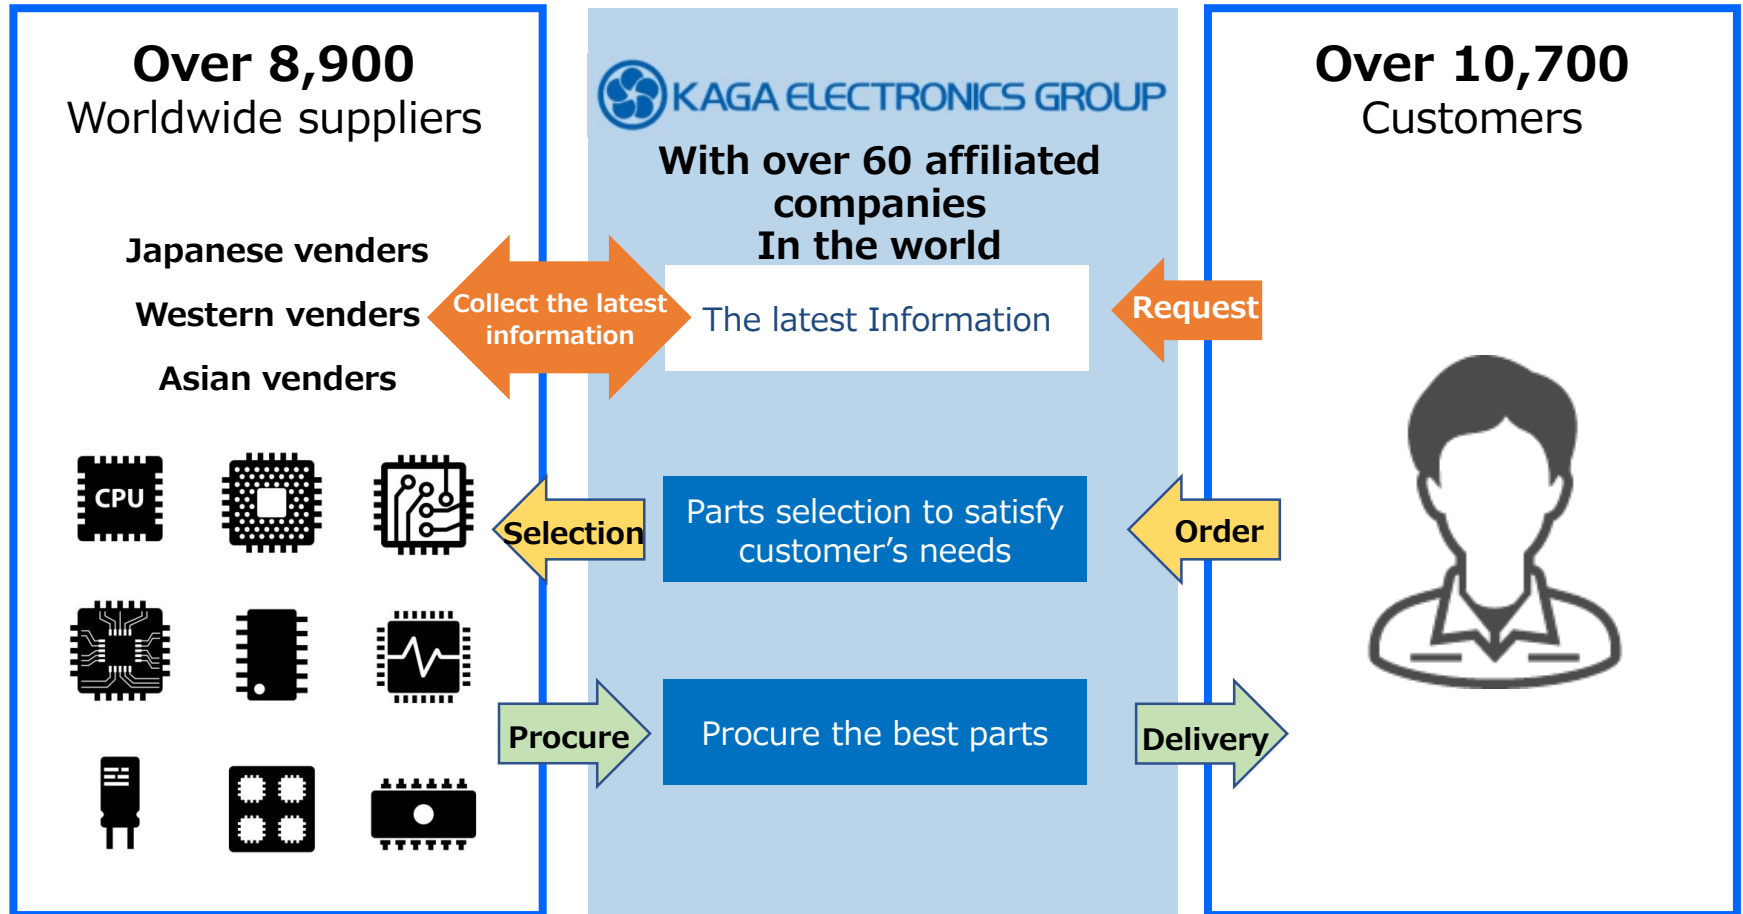 Over 8,900
Worldwide suppliers
Japanese venders
Western venders
Asian venders
CPU
KAGA ELECTRONICS GROUP
With over 60 affiliated
companies
In the world
Collect the latest
information
The latest Information
Request
Selection
Parts selection to satisfy
customer’s needs
Order
Procure
Procure the best parts
Delivery
Over 10,700
Customers